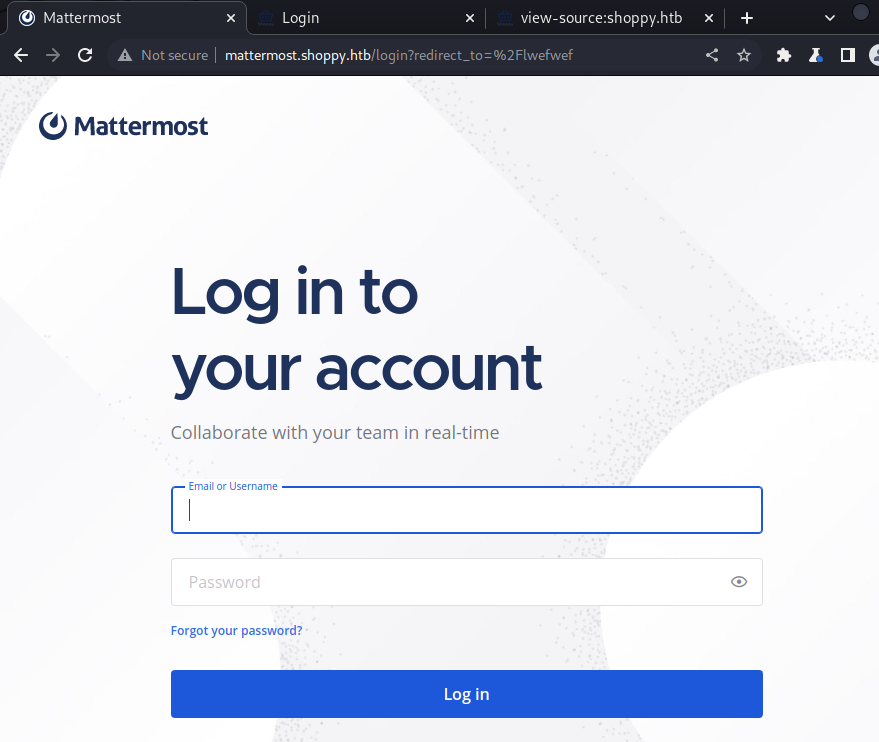 Mattermost
Login
view-source:shoppy.htb
Not secure
mattermost.shoppy.htb/login?redirect_to=%2Flwefwef
Mattermost
Log in to
your account
Collaborate with your team in real-time
Email or Username
Password
Forgot your password?
Log in